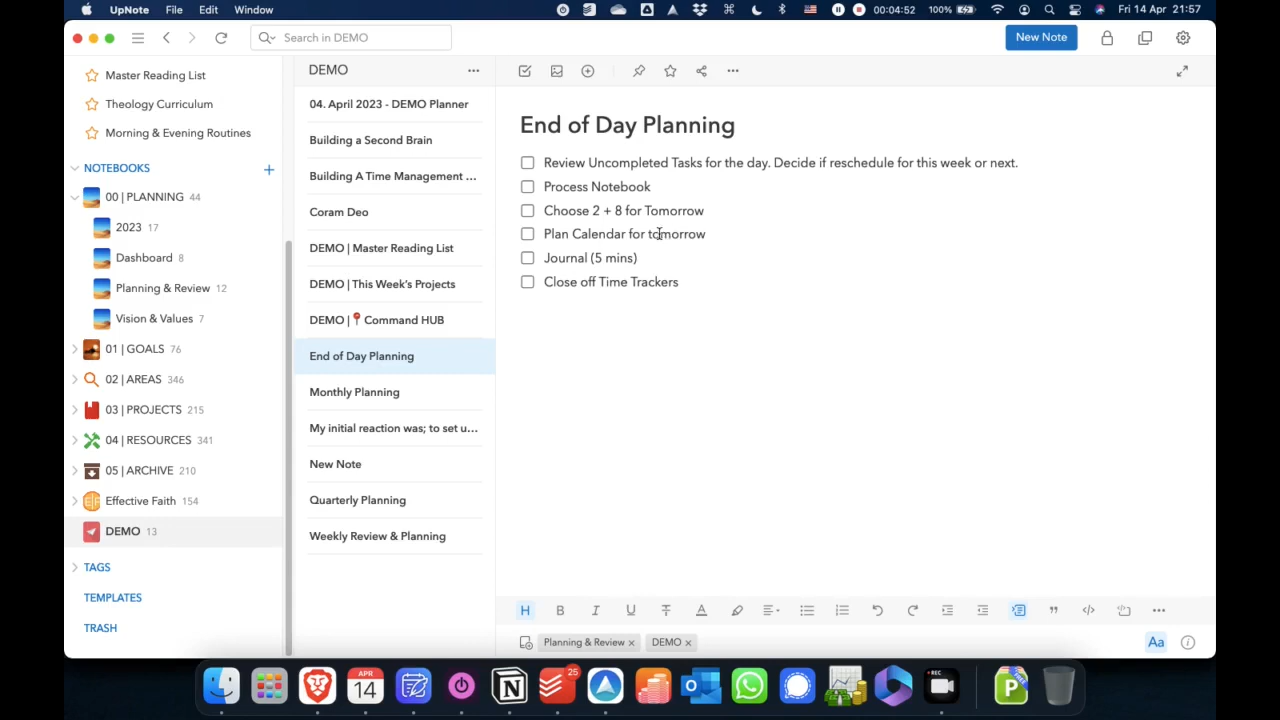 UpNote File Edit Window 00:04:52 100% Fri 14 Apr 21:57
Search in DEMO
New Note
Master Reading List
Theology Curriculum
Morning & Evening Routines
NOTEBOOKS
00 | PLANNING 44
2023 17
Dashboard 8
Planning & Review 12
Vision & Values 7
01 | GOALS 76
02 | AREAS 346
03 | PROJECTS 215
04 | RESOURCES 341
05 | ARCHIVE 210
Effective Faith 154
DEMO 13
TAGS
TEMPLATES
TRASH
DEMO
04. April 2023 - DEMO Planner
Building a Second Brain
Building A Time Management ...
Coram Deo
DEMO | Master Reading List
DEMO | This Week's Projects
DEMO | 📍Command HUB
End of Day Planning
Monthly Planning
My initial reaction was; to set u...
New Note
Quarterly Planning
Weekly Review & Planning
End of Day Planning
Review Uncompleted Tasks for the day. Decide if reschedule for this week or next.
Process Notebook
Choose 2 + 8 for Tomorrow
Plan Calendar for tomorrow
Journal (5 mins)
Close off Time Trackers
H B I U T A
Planning & Review × DEMO ×
Aa
APR
14
25
REC
P